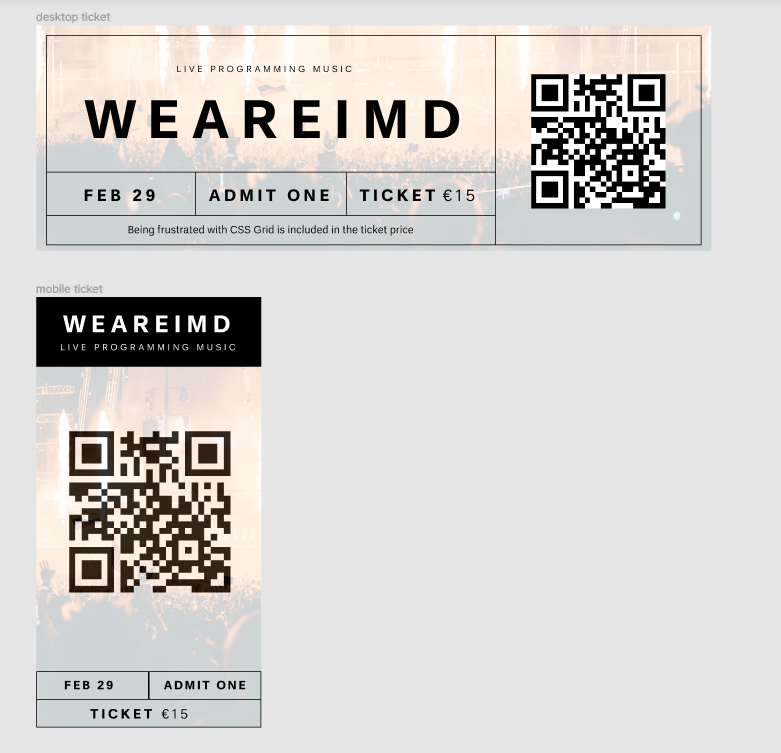 desktop ticket
LIVE PROGRAMMING MUSIC
WEAREIMD
FEB 29
ADMIT ONE
TICKET €15
Being frustrated with CSS Grid is included in the ticket price
mobile ticket
WEAREIMD
LIVE PROGRAMMING MUSIC
FEB 29
ADMIT ONE
TICKET €15